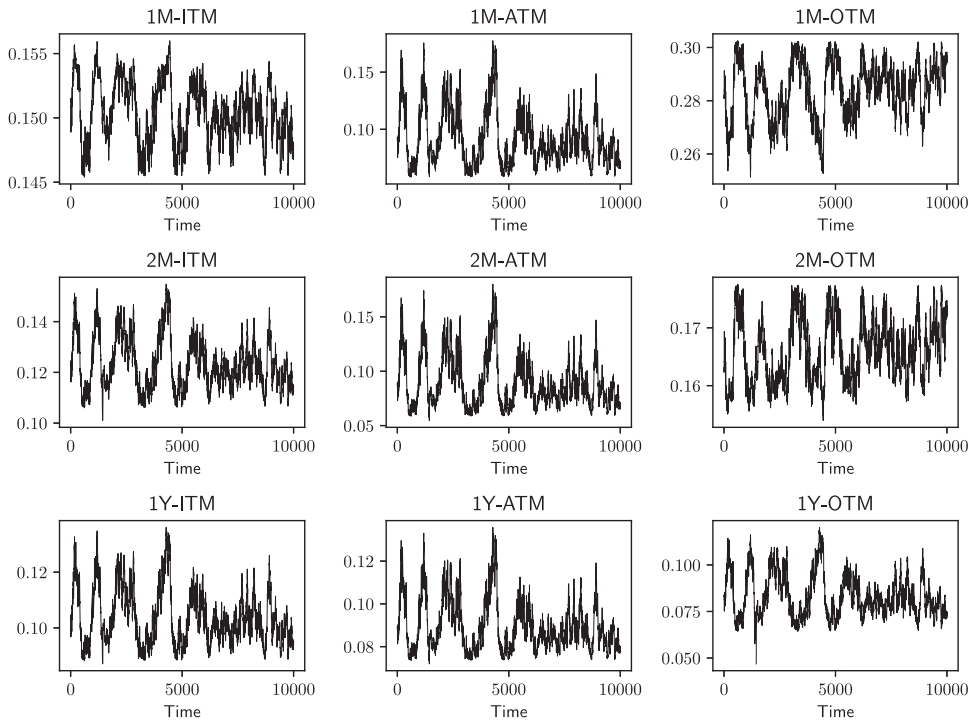 1M-ITM 1M-ATM 1M-OTM
0.155 0.150 0.145
0.15 0.10
0.30 0.28 0.26
0 5000 10000 0 5000 10000 0 5000 10000
Time Time Time
2M-ITM 2M-ATM 2M-OTM
0.14 0.12 0.10
0.15 0.10 0.05
0.17 0.16
0 5000 10000 0 5000 10000 0 5000 10000
Time Time Time
1Y-ITM 1Y-ATM 1Y-OTM
0.12 0.10
0.12 0.10 0.08
0.100 0.075 0.050
0 5000 10000 0 5000 10000 0 5000 10000
Time Time Time